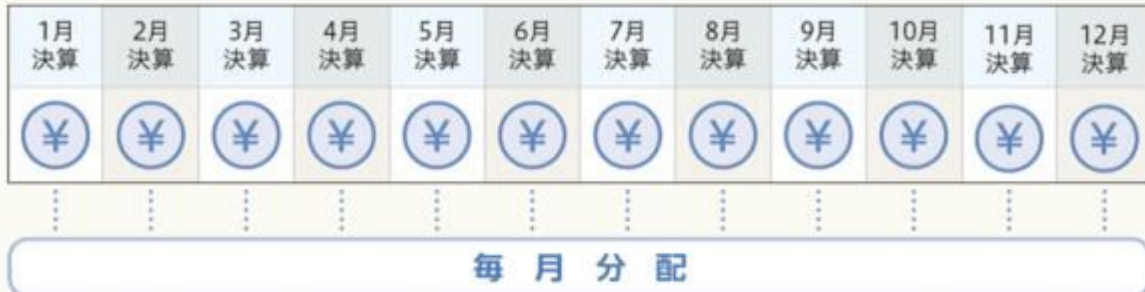 1月 2月 3月 4月 5月 6月 7月 8月 9月 10月 11月 12月
決算 決算 決算 決算 決算 決算 決算 決算 決算 決算 決算 決算
¥ ¥ ¥ ¥ ¥ ¥ ¥ ¥ ¥ ¥ ¥ ¥
毎月分配